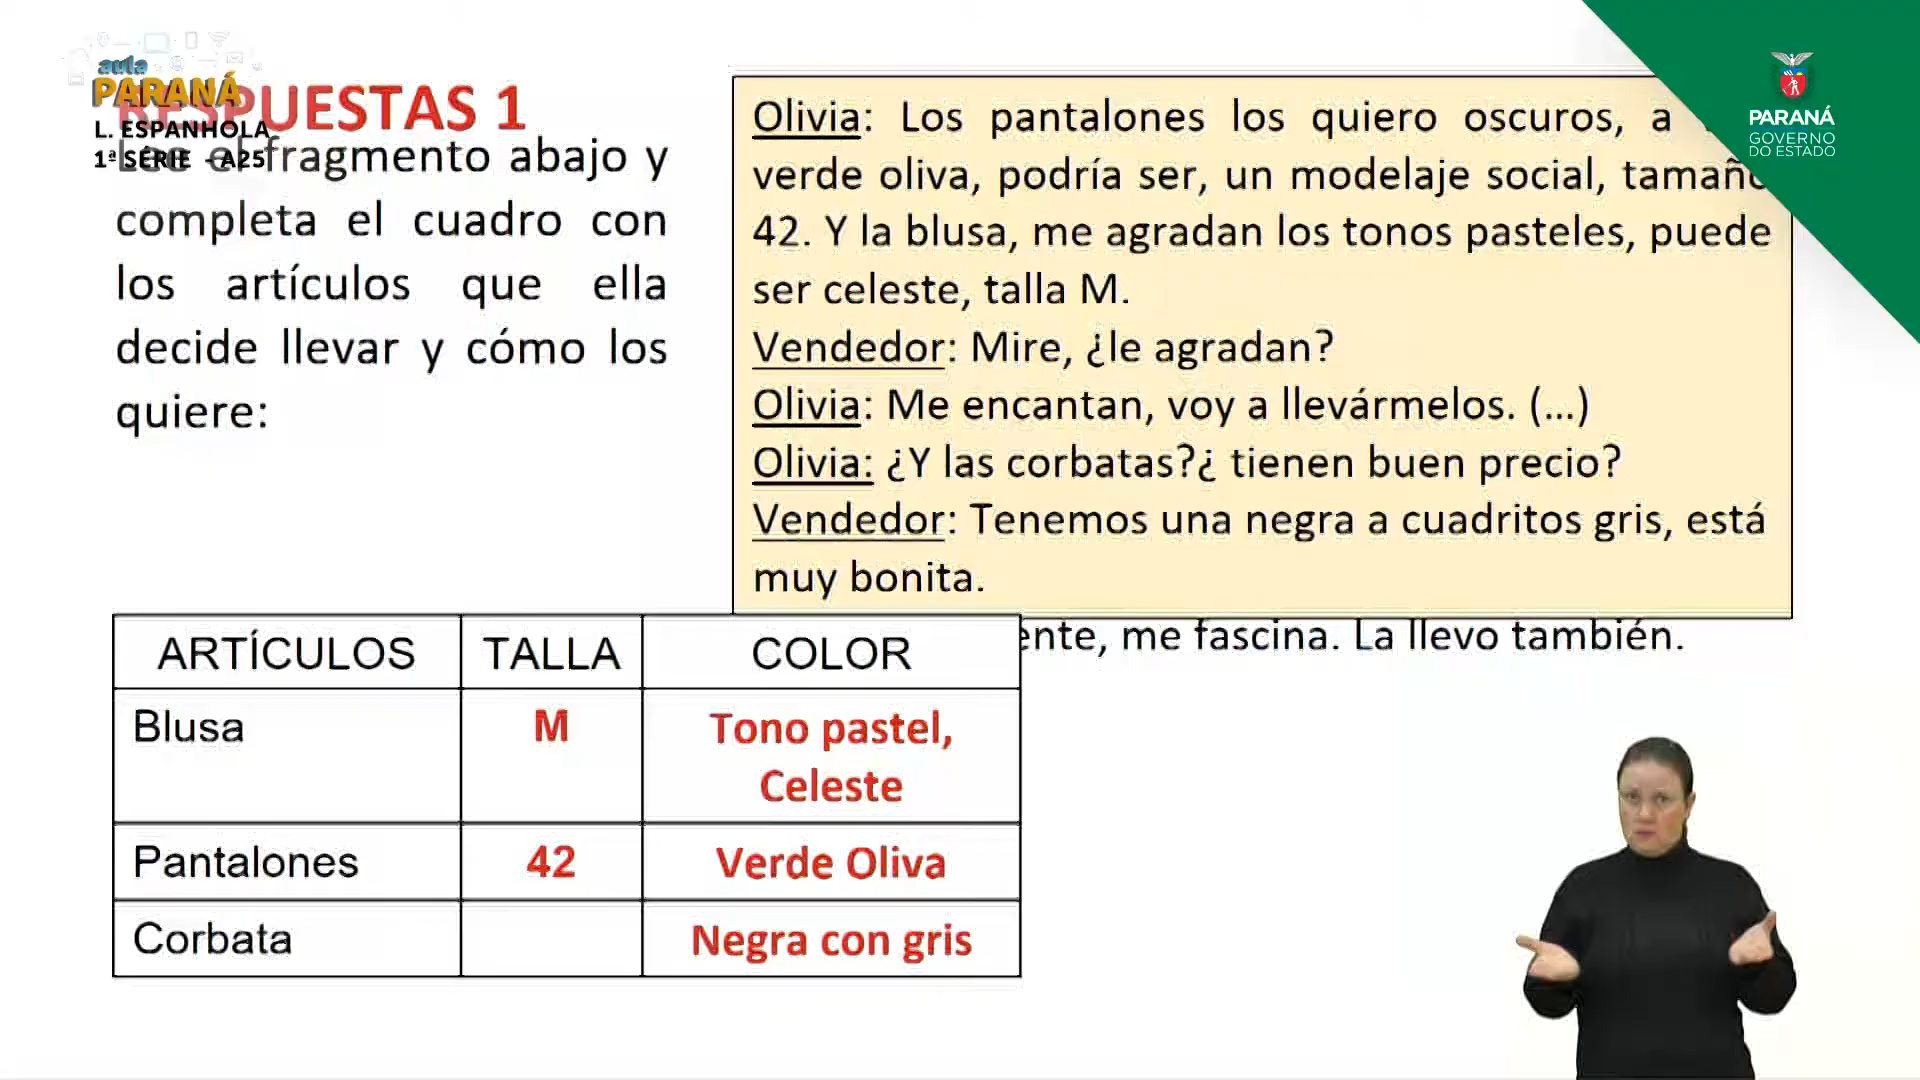 aula
PARANÁ
L. ESPANHOLA
1ª SÉRIE - A25
RESPUESTAS 1
Lee el fragmento abajo y
completa el cuadro con
los artículos que ella
decide llevar y cómo los
quiere:
Olivia: Los pantalones los quiero oscuros, a
verde oliva, podría ser, un modelaje social, tamaño
42. Y la blusa, me agradan los tonos pasteles, puede
ser celeste, talla M.
Vendedor: Mire, ¿le agradan?
Olivia: Me encantan, voy a llevármelos. (...)
Olivia: ¿Y las corbatas?¿ tienen buen precio?
Vendedor: Tenemos una negra a cuadritos gris, está
muy bonita.
ente, me fascina. La llevo también.
PARANÁ
GOVERNO
DO ESTADO
ARTÍCULOS TALLA COLOR
Blusa M Tono pastel,
Celeste
Pantalones 42 Verde Oliva
Corbata Negra con gris